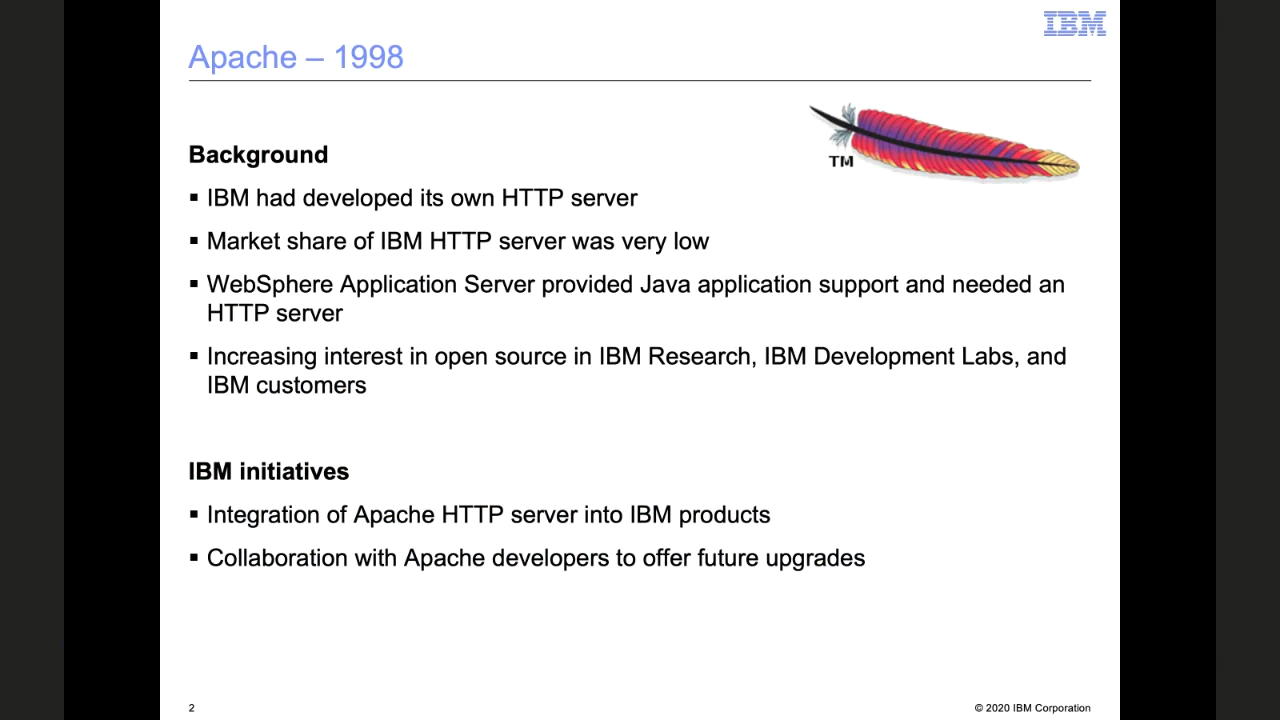 IBM
Apache – 1998
TM
Background
▪ IBM had developed its own HTTP server
▪ Market share of IBM HTTP server was very low
▪ WebSphere Application Server provided Java application support and needed an
HTTP server
▪ Increasing interest in open source in IBM Research, IBM Development Labs, and
IBM customers
IBM initiatives
▪ Integration of Apache HTTP server into IBM products
▪ Collaboration with Apache developers to offer future upgrades
2
© 2020 IBM Corporation